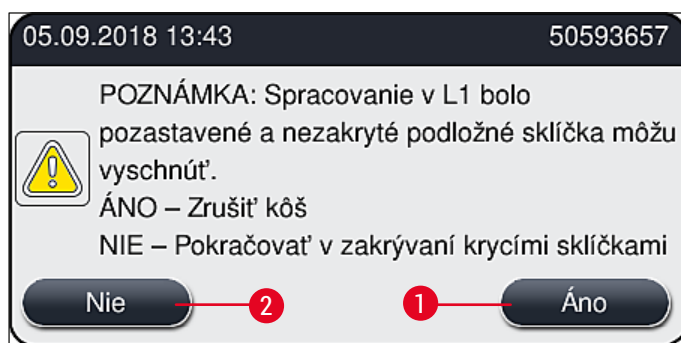 05.09.2018 13:43 50593657
POZNÁMKA: Spracovanie v L1 bolo
pozastavené a nezakryté podložné sklíčka môžu
vyschnúť.
ÁNO – Zrušiť kôš
NIE – Pokračovať v zakrývaní krycími sklíčkami
Nie 2 1 Áno